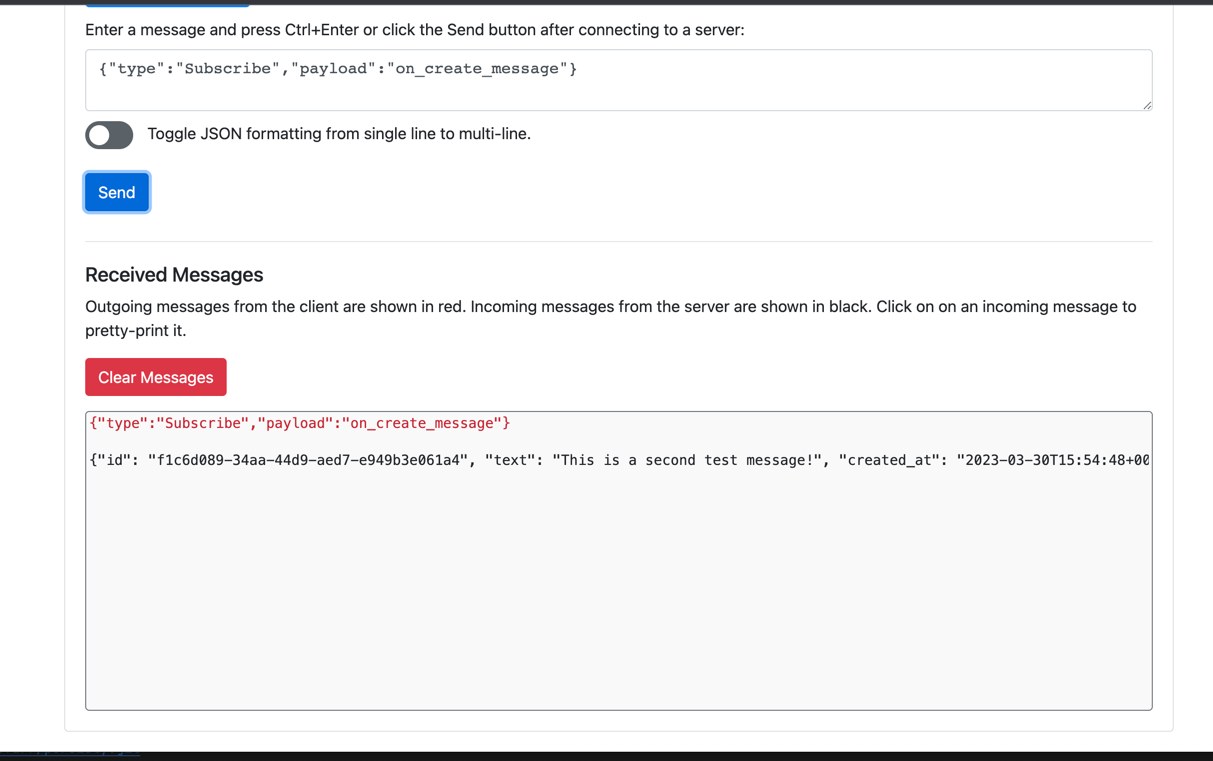 Enter a message and press Ctrl+Enter or click the Send button after connecting to a server:
{"type":"Subscribe","payload":"on_create_message"}
Toggle JSON formatting from single line to multi-line.
Send
Received Messages
Outgoing messages from the client are shown in red. Incoming messages from the server are shown in black. Click on on an incoming message to
pretty-print it.
Clear Messages
{"type":"Subscribe","payload":"on_create_message"}
{"id": "f1c6d089-34aa-44d9-aed7-e949b3e061a4", "text": "This is a second test message!", "created_at": "2023-03-30T15:54:48+00